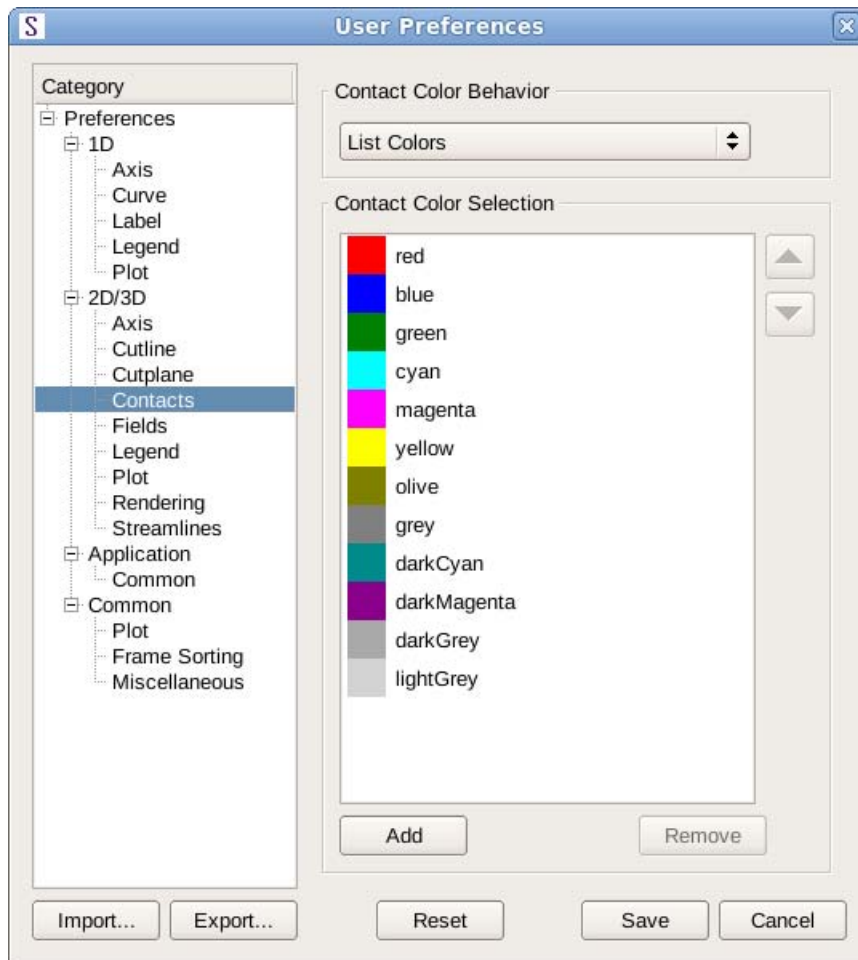 S
User Preferences
Category
Preferences
1D
Axis
Curve
Label
Legend
Plot
2D/3D
Axis
Cutline
Cutplane
Contacts
Fields
Legend
Plot
Rendering
Streamlines
Application
Common
Common
Plot
Frame Sorting
Miscellaneous
Contact Color Behavior
List Colors
Contact Color Selection
red
blue
green
cyan
magenta
yellow
olive
grey
darkCyan
darkMagenta
darkGrey
lightGrey
Add
Remove
Import...
Export...
Reset
Save
Cancel